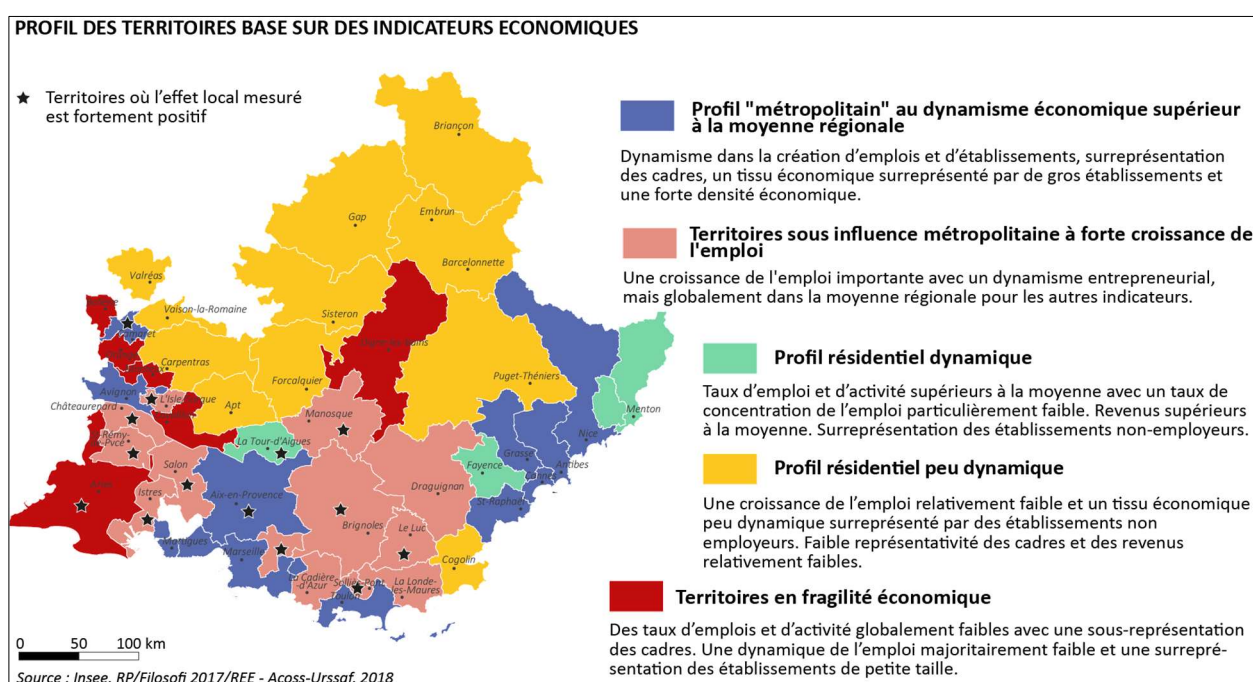 PROFIL DES TERRITOIRES BASE SUR DES INDICATEURS ECONOMIQUES
★ Territoires où l'effet local mesuré
est fortement positif
Briançon
Gap
Embrun
Barcelonnette
Valréas
Vaison-la-Romaine
Sisteron
Carpentras
Forcalquier
Puget-Théniers
Avignon
Châteaurenard
Apt
Manosque
Menton
La Tour-d'Aigues
Nice
Grasse
Antibes
Cannes
Fayence
Salon
Draguignan
St-Raphaël
Istres
Aix-en-Provence
Brignoles
Le Luc
Martigues
Marseille
Cogolin
La Cadière
-d'Azur
Solliès-Pont
La Londe-
les-Maures
Toulon
0 50 100 km
Source : Insee, RP/Filosofi 2017/REE - Acoss-Urssaf, 2018
Profil "métropolitain" au dynamisme économique supérieur
à la moyenne régionale
Dynamisme dans la création d’emplois et d’établissements, surreprésentation
des cadres, un tissu économique surreprésenté par de gros établissements et
une forte densité économique.
Territoires sous influence métropolitaine à forte croissance de
l'emploi
Une croissance de l'emploi importante avec un dynamisme entrepreneurial,
mais globalement dans la moyenne régionale pour les autres indicateurs.
Profil résidentiel dynamique
Taux d’emploi et d’activité supérieurs à la moyenne avec un taux de
concentration de l’emploi particulièrement faible. Revenus supérieurs
à la moyenne. Surreprésentation des établissements non-employeurs.
Profil résidentiel peu dynamique
Une croissance de l’emploi relativement faible et un tissu économique
peu dynamique surreprésenté par des établissements non
employeurs. Faible représentativité des cadres et des revenus
relativement faibles.
Territoires en fragilité économique
Des taux d’emplois et d’activité globalement faibles avec une sous-représentation
des cadres. Une dynamique de l’emploi majoritairement faible et une surrepré-
sentation des établissements de petite taille.